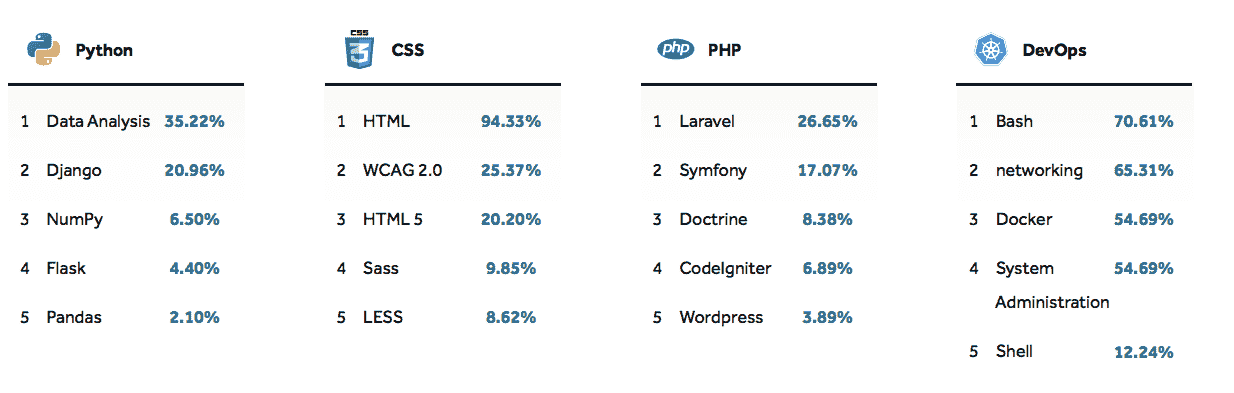 Python
1 Data Analysis 35.22%
2 Django 20.96%
3 NumPy 6.50%
4 Flask 4.40%
5 Pandas 2.10%
CSS
3
CSS
1 HTML 94.33%
2 WCAG 2.0 25.37%
3 HTML 5 20.20%
4 Sass 9.85%
5 LESS 8.62%
php
PHP
1 Laravel 26.65%
2 Symfony 17.07%
3 Doctrine 8.38%
4 CodeIgniter 6.89%
5 Wordpress 3.89%
DevOps
1 Bash 70.61%
2 networking 65.31%
3 Docker 54.69%
4 System 54.69%
Administration
5 Shell 12.24%